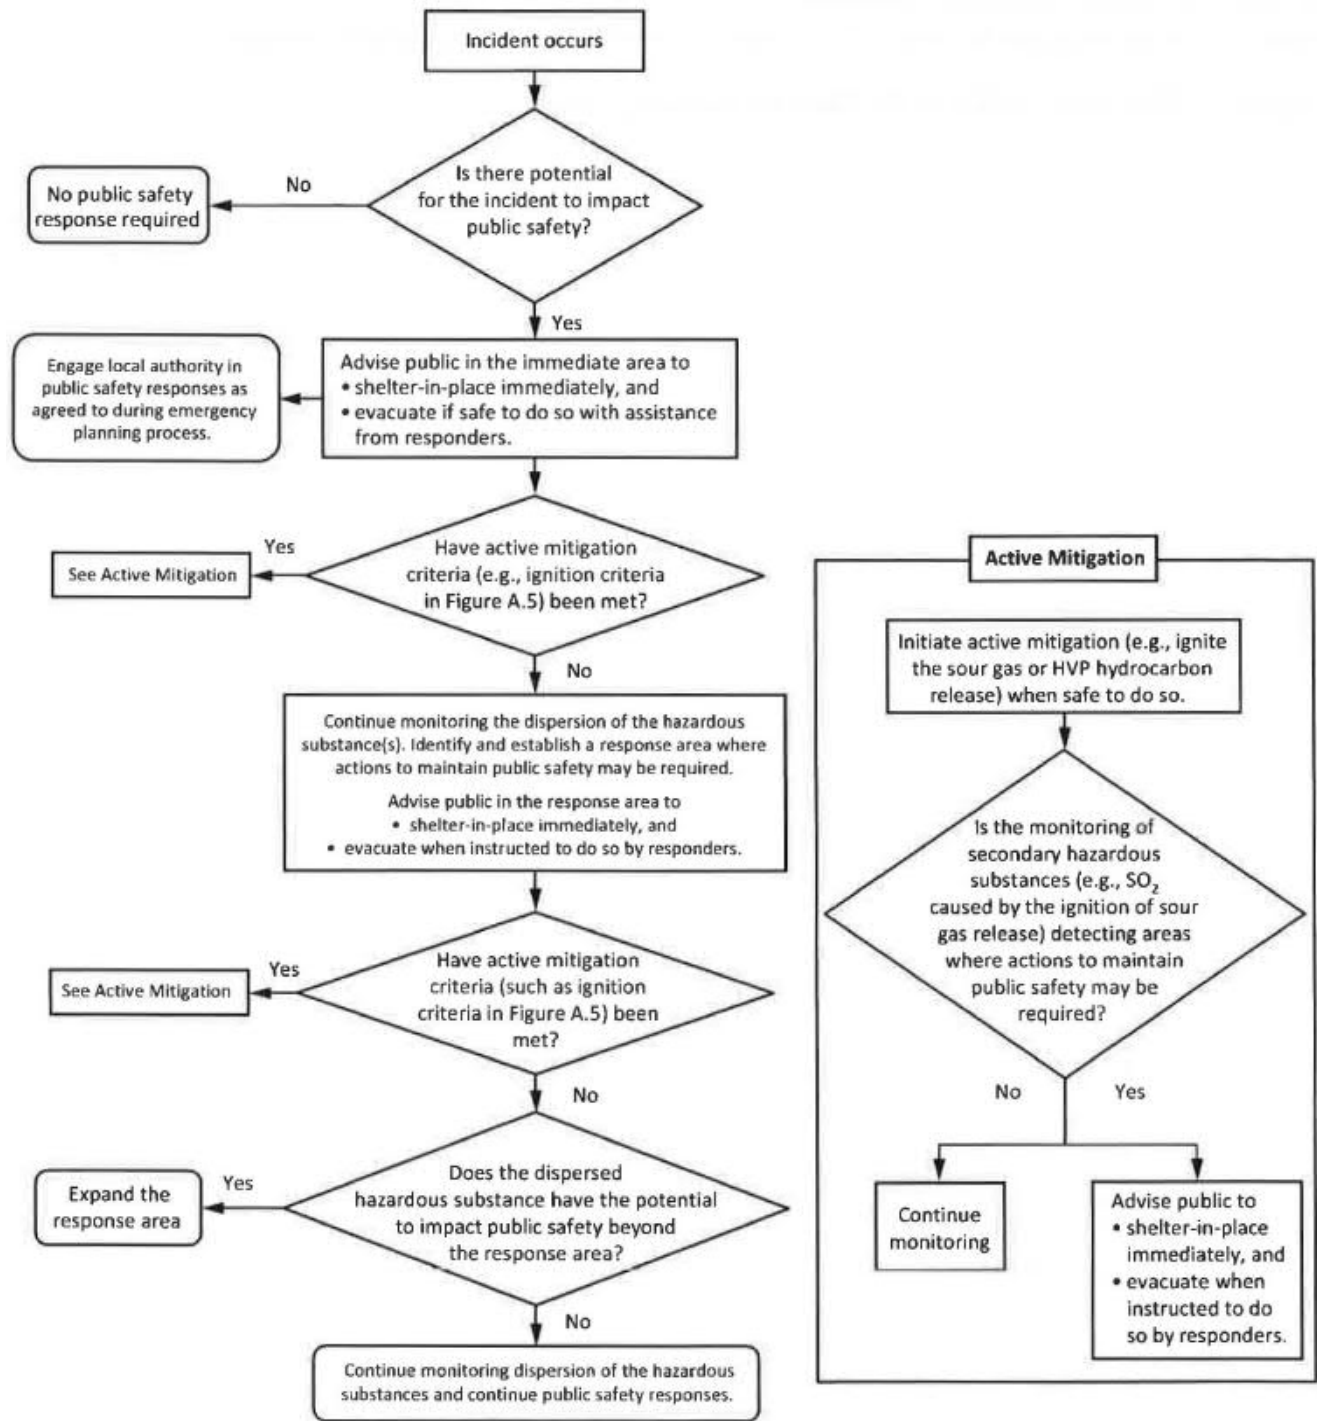 Incident occurs
Is there potential
for the incident to impact
public safety?
No
No public safety
response required
Yes
Advise public in the immediate area to
• shelter-in-place immediately, and
• evacuate if safe to do so with assistance
from responders.
Engage local authority in
public safety responses as
agreed to during emergency
planning process.
Have active mitigation
criteria (e.g., ignition criteria
in Figure A.5) been met?
Yes
See Active Mitigation
No
Continue monitoring the dispersion of the hazardous
substance(s). Identify and establish a response area where
actions to maintain public safety may be required.
Advise public in the response area to
• shelter-in-place immediately, and
• evacuate when instructed to do so by responders.
Have active mitigation
criteria (such as ignition
criteria in Figure A.5) been
met?
Yes
See Active Mitigation
No
Does the dispersed
hazardous substance have the potential
to impact public safety beyond
the response area?
Yes
Expand the
response area
No
Continue monitoring dispersion of the hazardous
substances and continue public safety responses.
Active Mitigation
Initiate active mitigation (e.g., ignite
the sour gas or HVP hydrocarbon
release) when safe to do so.
Is the monitoring of
secondary hazardous
substances (e.g., SO₂
caused by the ignition of sour
gas release) detecting areas
where actions to maintain
public safety may be
required?
No
Yes
Continue
monitoring
Advise public to
• shelter-in-place
immediately, and
• evacuate when
instructed to do
so by responders.